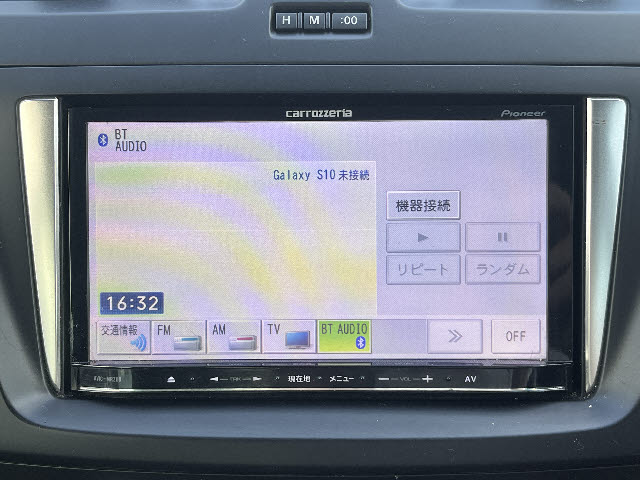 H M :00
carrozzeria Pioneer
BT
AUDIO
Galaxy S10 未接続
機器接続
リピート ランダム
16:32
交通情報 FM AM TV BT AUDIO OFF
TRK 現在地 メニュー VOL AV